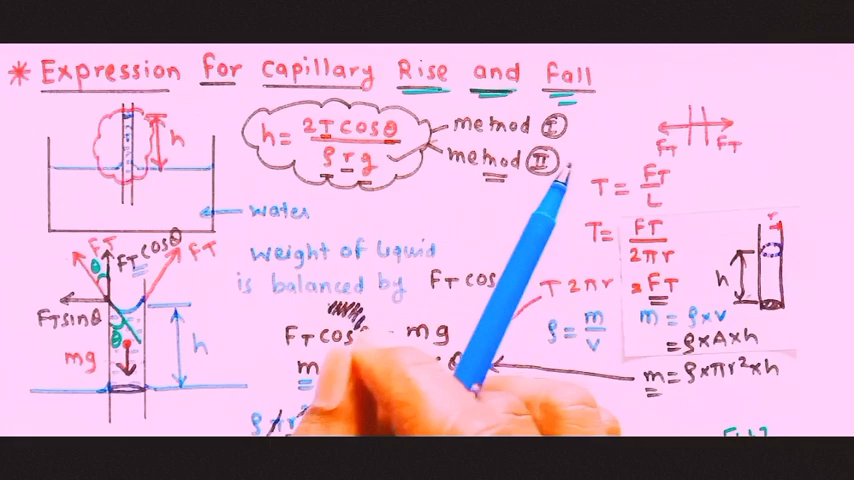 * Expression for Capillary Rise and Fall
h
h = 2T cosθ / ρ r g
method I
method II
water
FT FT
T = FT / L
T = FT / 2πr
FT
θ
FT cosθ
FT
FT sinθ
θ
mg
h
weight of liquid
is balanced by FT cos
T 2πr
FT cos mg
m
ρ = m / v
r
h
m = ρ×v
= ρ×A×h
m = ρ×πr²×h